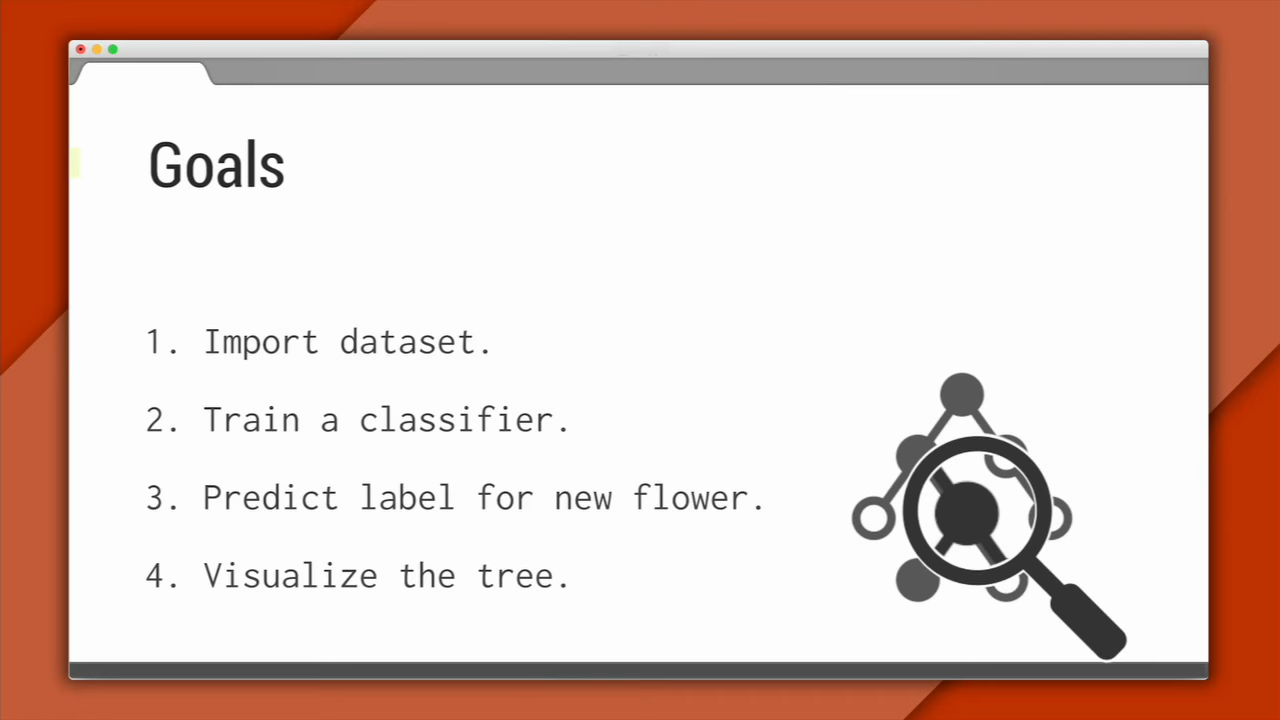 Goals
1. Import dataset.
2. Train a classifier.
3. Predict label for new flower.
4. Visualize the tree.